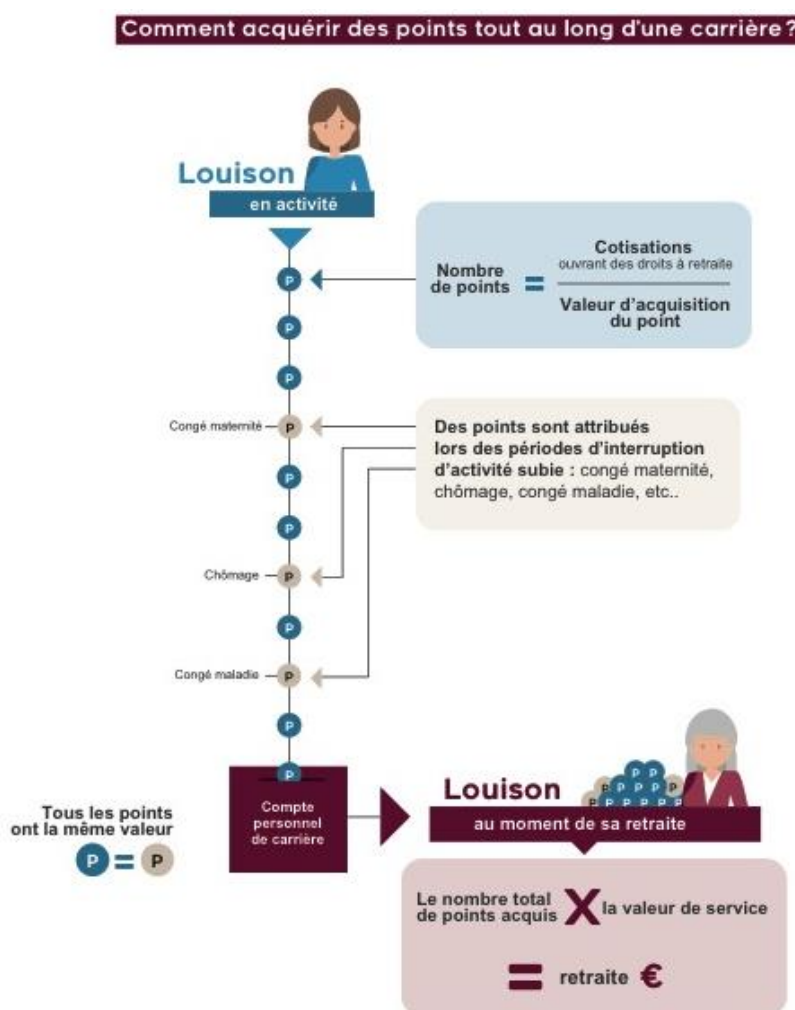 Comment acquérir des points tout au long d'une carrière ?
Louison
en activité
P
Nombre
de points
=
Cotisations
ouvrant des droits à retraite
Valeur d'acquisition
du point
P
P
Congé maternité
P
Des points sont attribués
lors des périodes d'interruption
d'activité subie : congé maternité,
chômage, congé maladie, etc..
P
P
Chômage
P
P
Congé maladie
P
P
P
Compte
personnel
de carrière
Tous les points
ont la même valeur
P = P
Louison
P P
P P P P P
P P P P P P
au moment de sa retraite
Le nombre total
de points acquis
X
la valeur de service
= retraite €